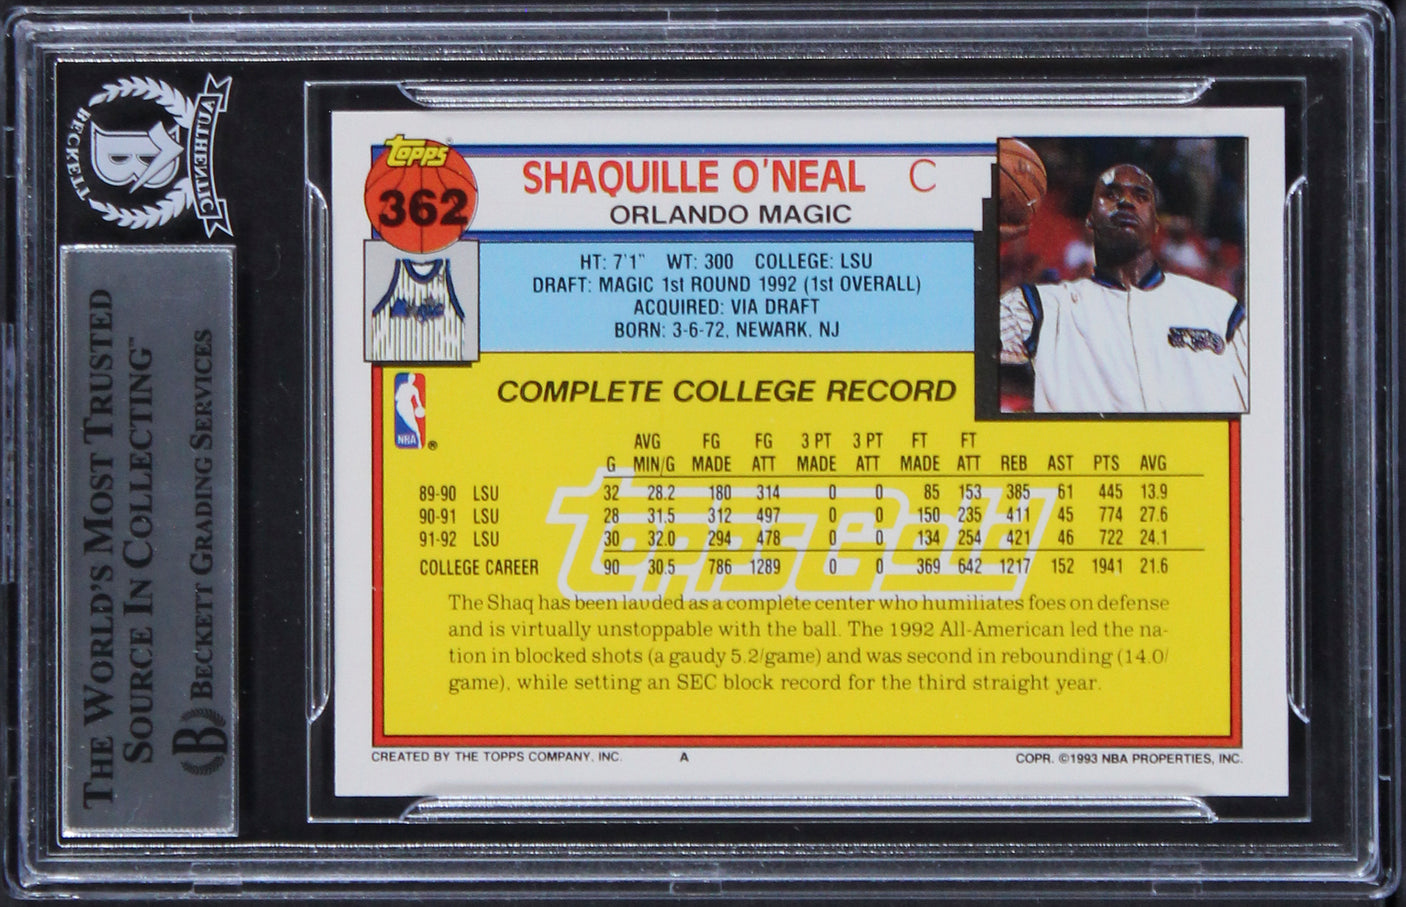 BECKETT
B
AUTHENTIC
THE WORLD'S MOST TRUSTED
SOURCE IN COLLECTING™
B BECKETT GRADING SERVICES
Topps
362
SHAQUILLE O'NEAL C
ORLANDO MAGIC
HT: 7'1" WT: 300 COLLEGE: LSU
DRAFT: MAGIC 1st ROUND 1992 (1st OVERALL)
ACQUIRED: VIA DRAFT
BORN: 3-6-72, NEWARK, NJ
NBA ®
COMPLETE COLLEGE RECORD
AVG FG FG 3 PT 3 PT FT FT
G MIN/G MADE ATT MADE ATT MADE ATT REB AST PTS AVG
89-90 LSU 32 28.2 180 314 0 0 85 153 385 61 445 13.9
90-91 LSU 28 31.5 312 497 0 0 150 235 411 45 774 27.6
91-92 LSU 30 32.0 294 478 0 0 134 254 421 46 722 24.1
COLLEGE CAREER 90 30.5 786 1289 0 0 369 642 1217 152 1941 21.6
ToppsGold
The Shaq has been lauded as a complete center who humiliates foes on defense
and is virtually unstoppable with the ball. The 1992 All-American led the na-
tion in blocked shots (a gaudy 5.2/game) and was second in rebounding (14.0/
game), while setting an SEC block record for the third straight year.
CREATED BY THE TOPPS COMPANY, INC. A COPR. ©1993 NBA PROPERTIES, INC.